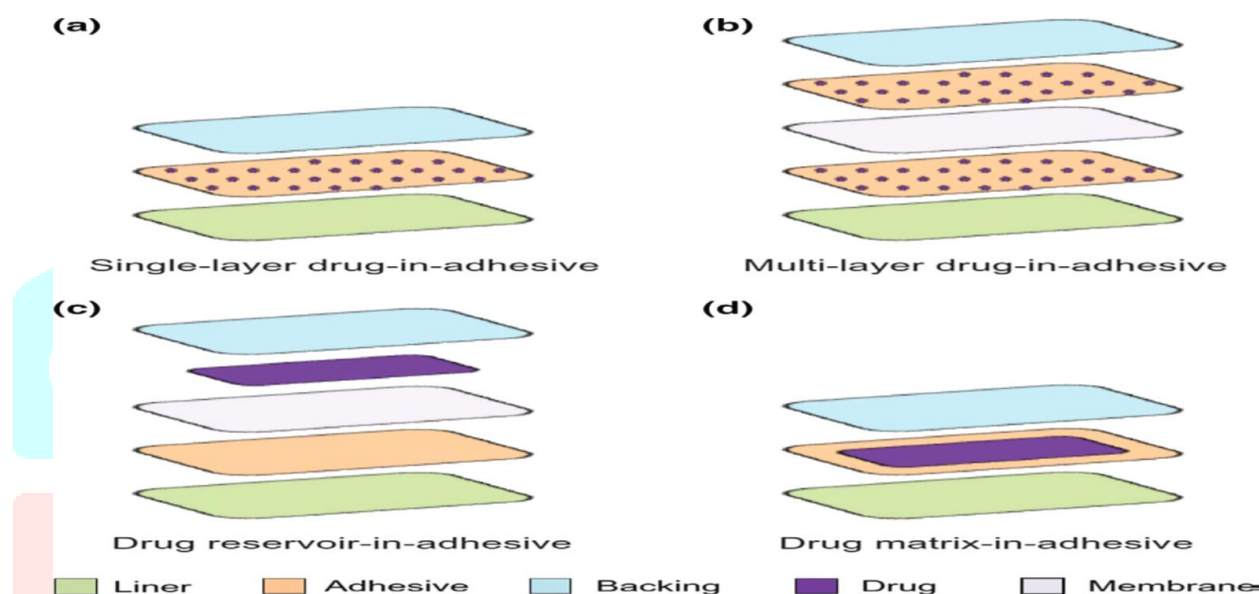 (a) (b)
Single-layer drug-in-adhesive Multi-layer drug-in-adhesive
(c) (d)
Drug reservoir-in-adhesive Drug matrix-in-adhesive
Liner Adhesive Backing Drug Membrane